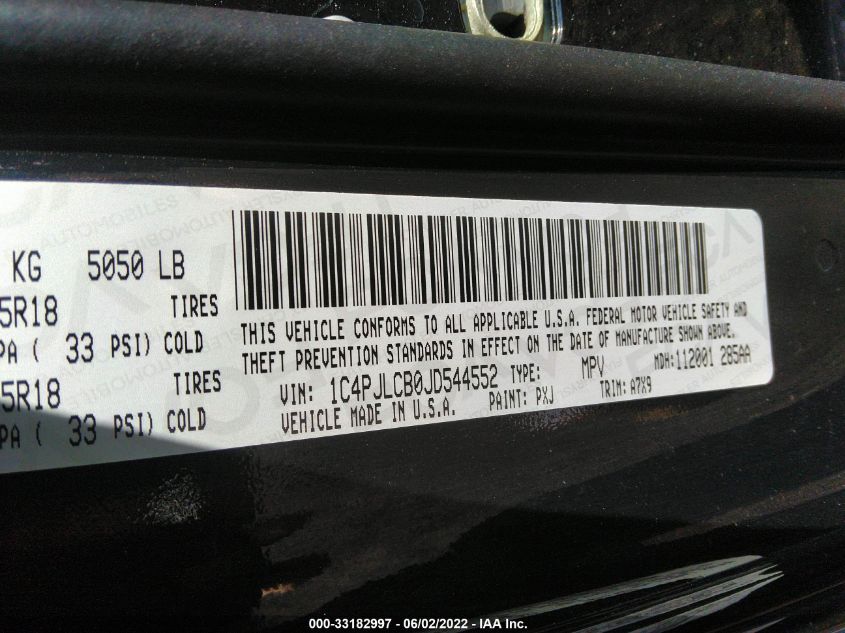 KG 5050 LB
5R18 TIRES
PA ( 33 PSI) COLD
5R18 TIRES
PA ( 33 PSI) COLD
THIS VEHICLE CONFORMS TO ALL APPLICABLE U.S.A. FEDERAL MOTOR VEHICLE SAFETY AND
THEFT PREVENTION STANDARDS IN EFFECT ON THE DATE OF MANUFACTURE SHOWN ABOVE.
VIN: 1C4PJLCB0JD544552 TYPE: MPV MDH:112001 285AA
VEHICLE MADE IN U.S.A. PAINT: PXJ TRIM: A7X9
000-33182997 - 06/02/2022 - © IAA Inc.